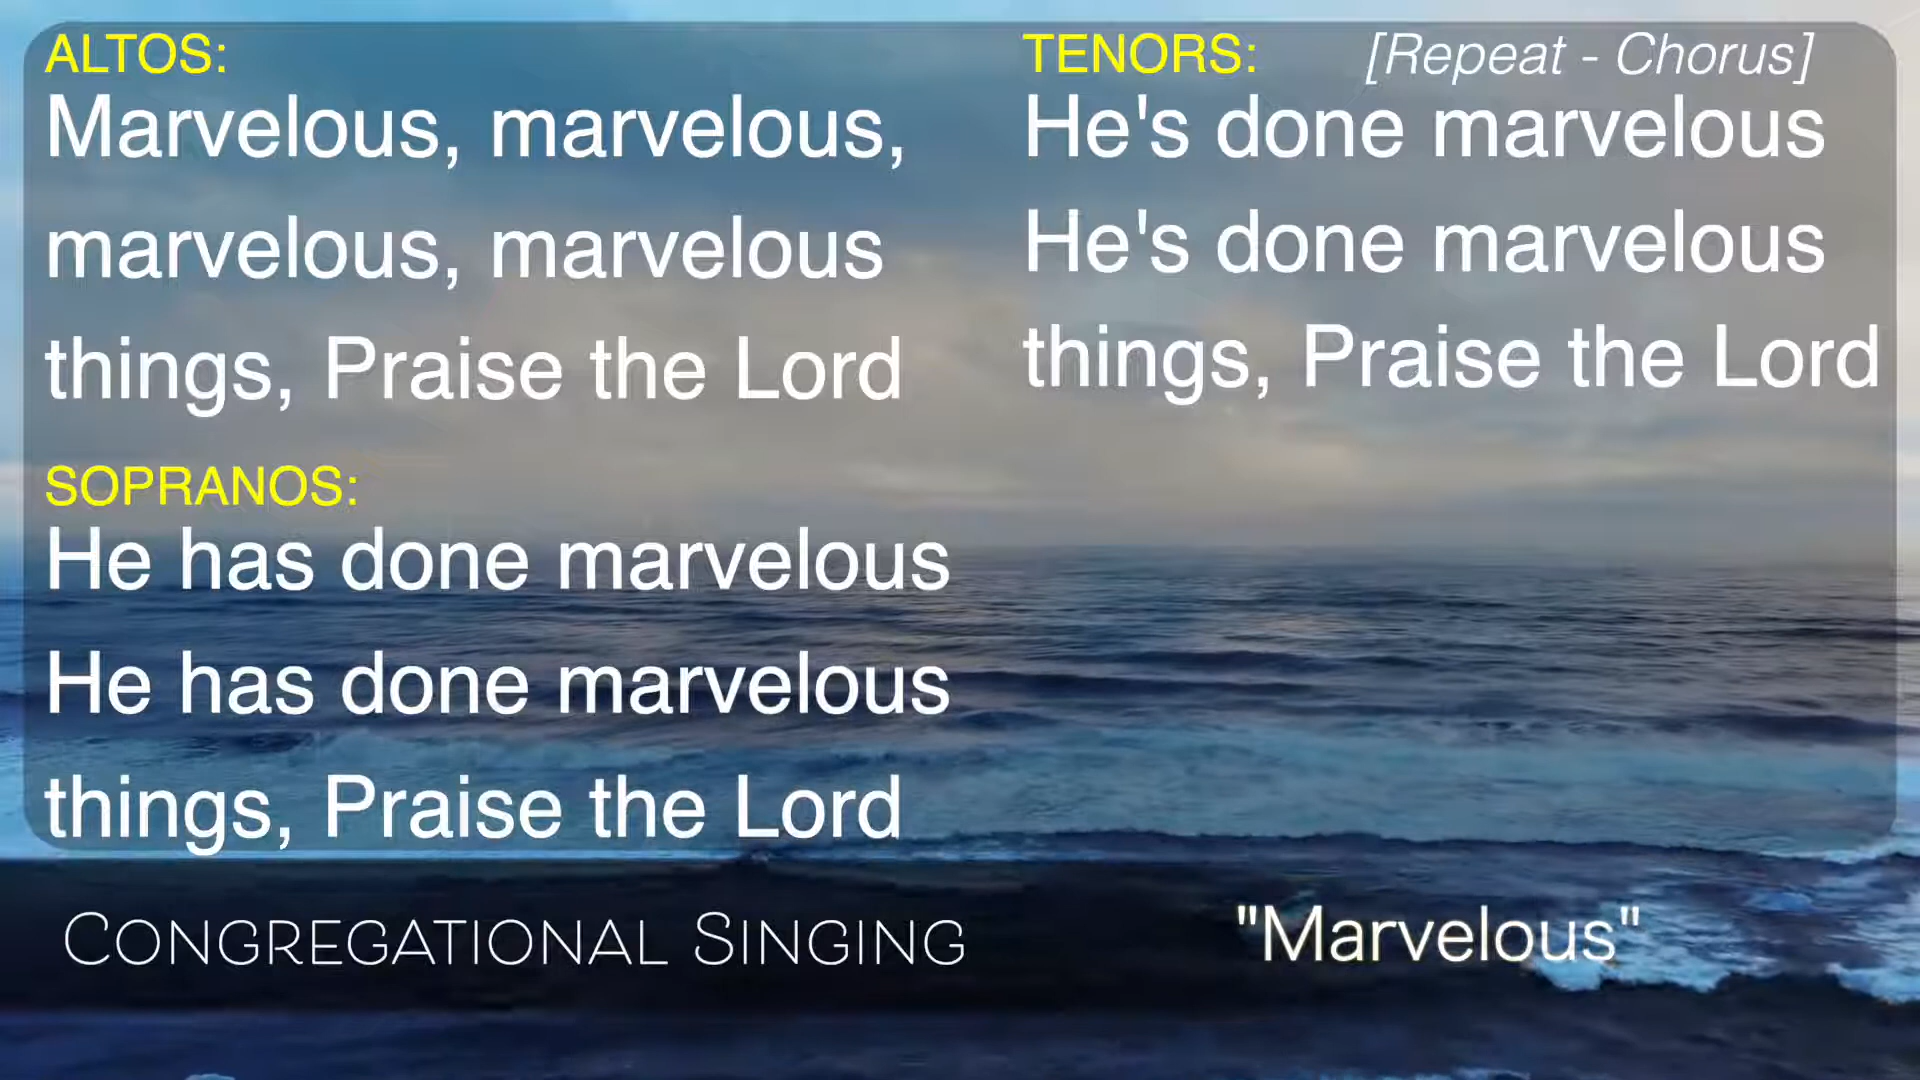 ALTOS:
Marvelous, marvelous,
marvelous, marvelous
things, Praise the Lord
SOPRANOS:
He has done marvelous
He has done marvelous
things, Praise the Lord
TENORS: [Repeat - Chorus]
He's done marvelous
He's done marvelous
things, Praise the Lord
CONGREGATIONAL SINGING
"Marvelous"